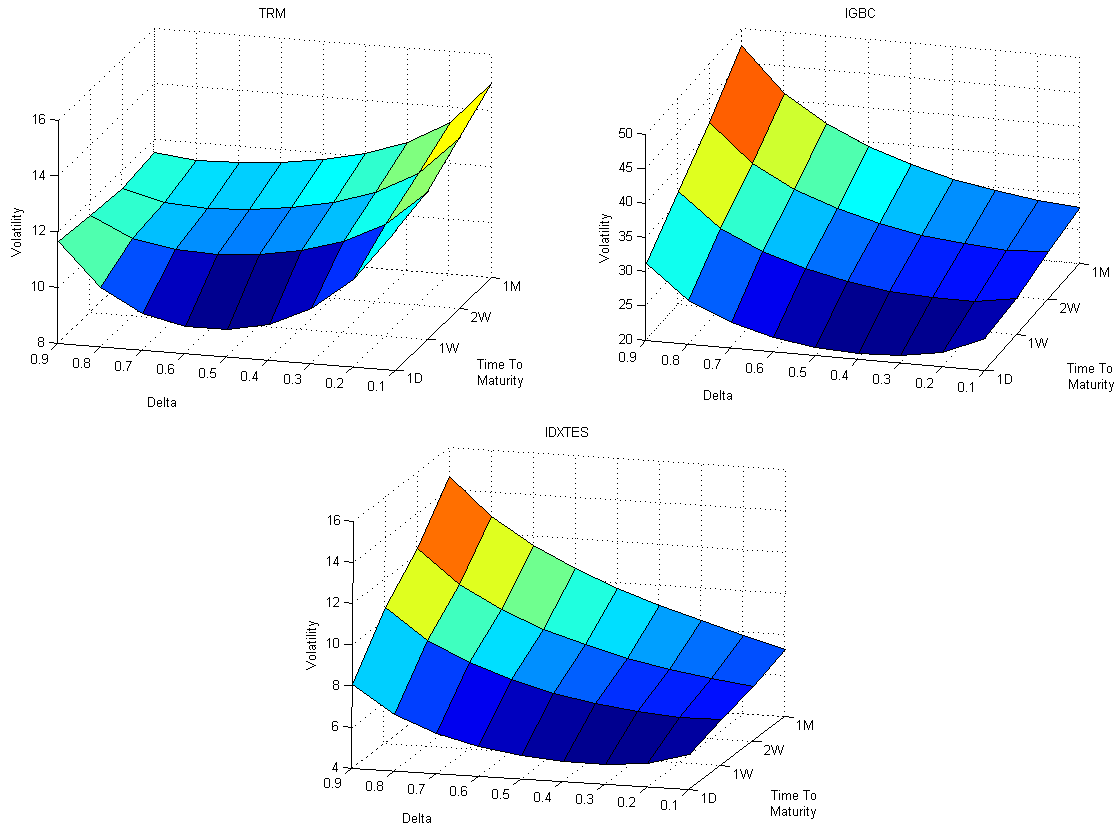 TRM
16
14
12
10
8
Volatility
0.9
0.8
0.7
0.6
0.5
0.4
0.3
0.2
0.1
Delta
1D
1W
2W
1M
Time To
Maturity
IGBC
50
45
40
35
30
25
20
Volatility
0.9
0.8
0.7
0.6
0.5
0.4
0.3
0.2
0.1
Delta
1D
1W
2W
1M
Time To
Maturity
IDXTES
16
14
12
10
8
6
4
Volatility
0.9
0.8
0.7
0.6
0.5
0.4
0.3
0.2
0.1
Delta
1D
1W
2W
1M
Time To
Maturity